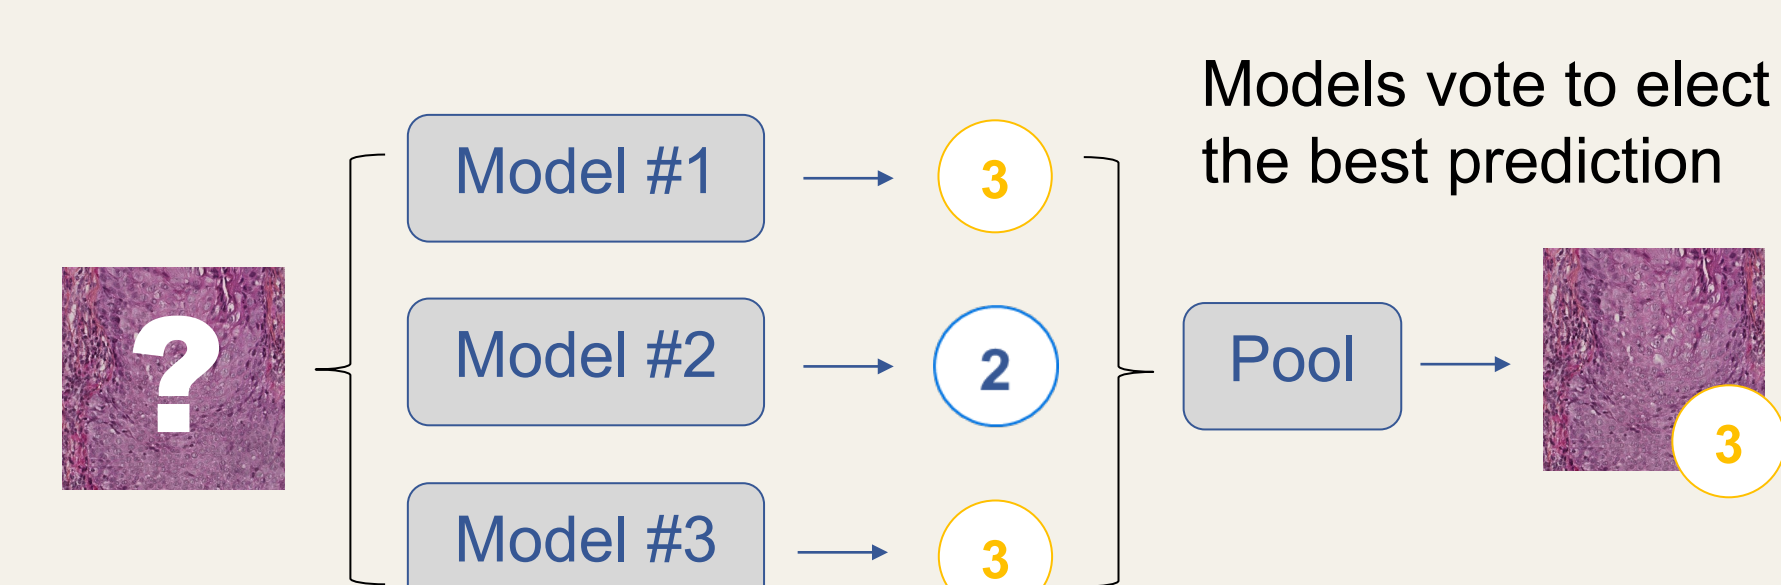 Models vote to elect
the best prediction
Model #1
3
?
Model #2
2
Pool
3
Model #3
3